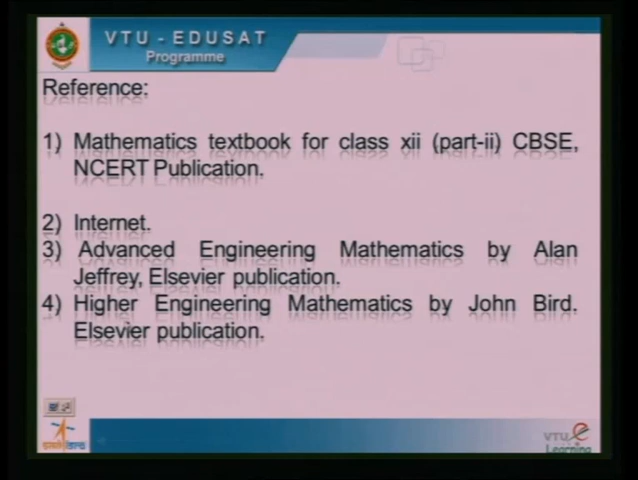 VTU - EDUSAT
Programme
Reference:
1) Mathematics textbook for class xii (part-ii) CBSE,
NCERT Publication.
2) Internet.
3) Advanced Engineering Mathematics by Alan
Jeffrey, Elsevier publication.
4) Higher Engineering Mathematics by John Bird.
Elsevier publication.
VTU e
Learning